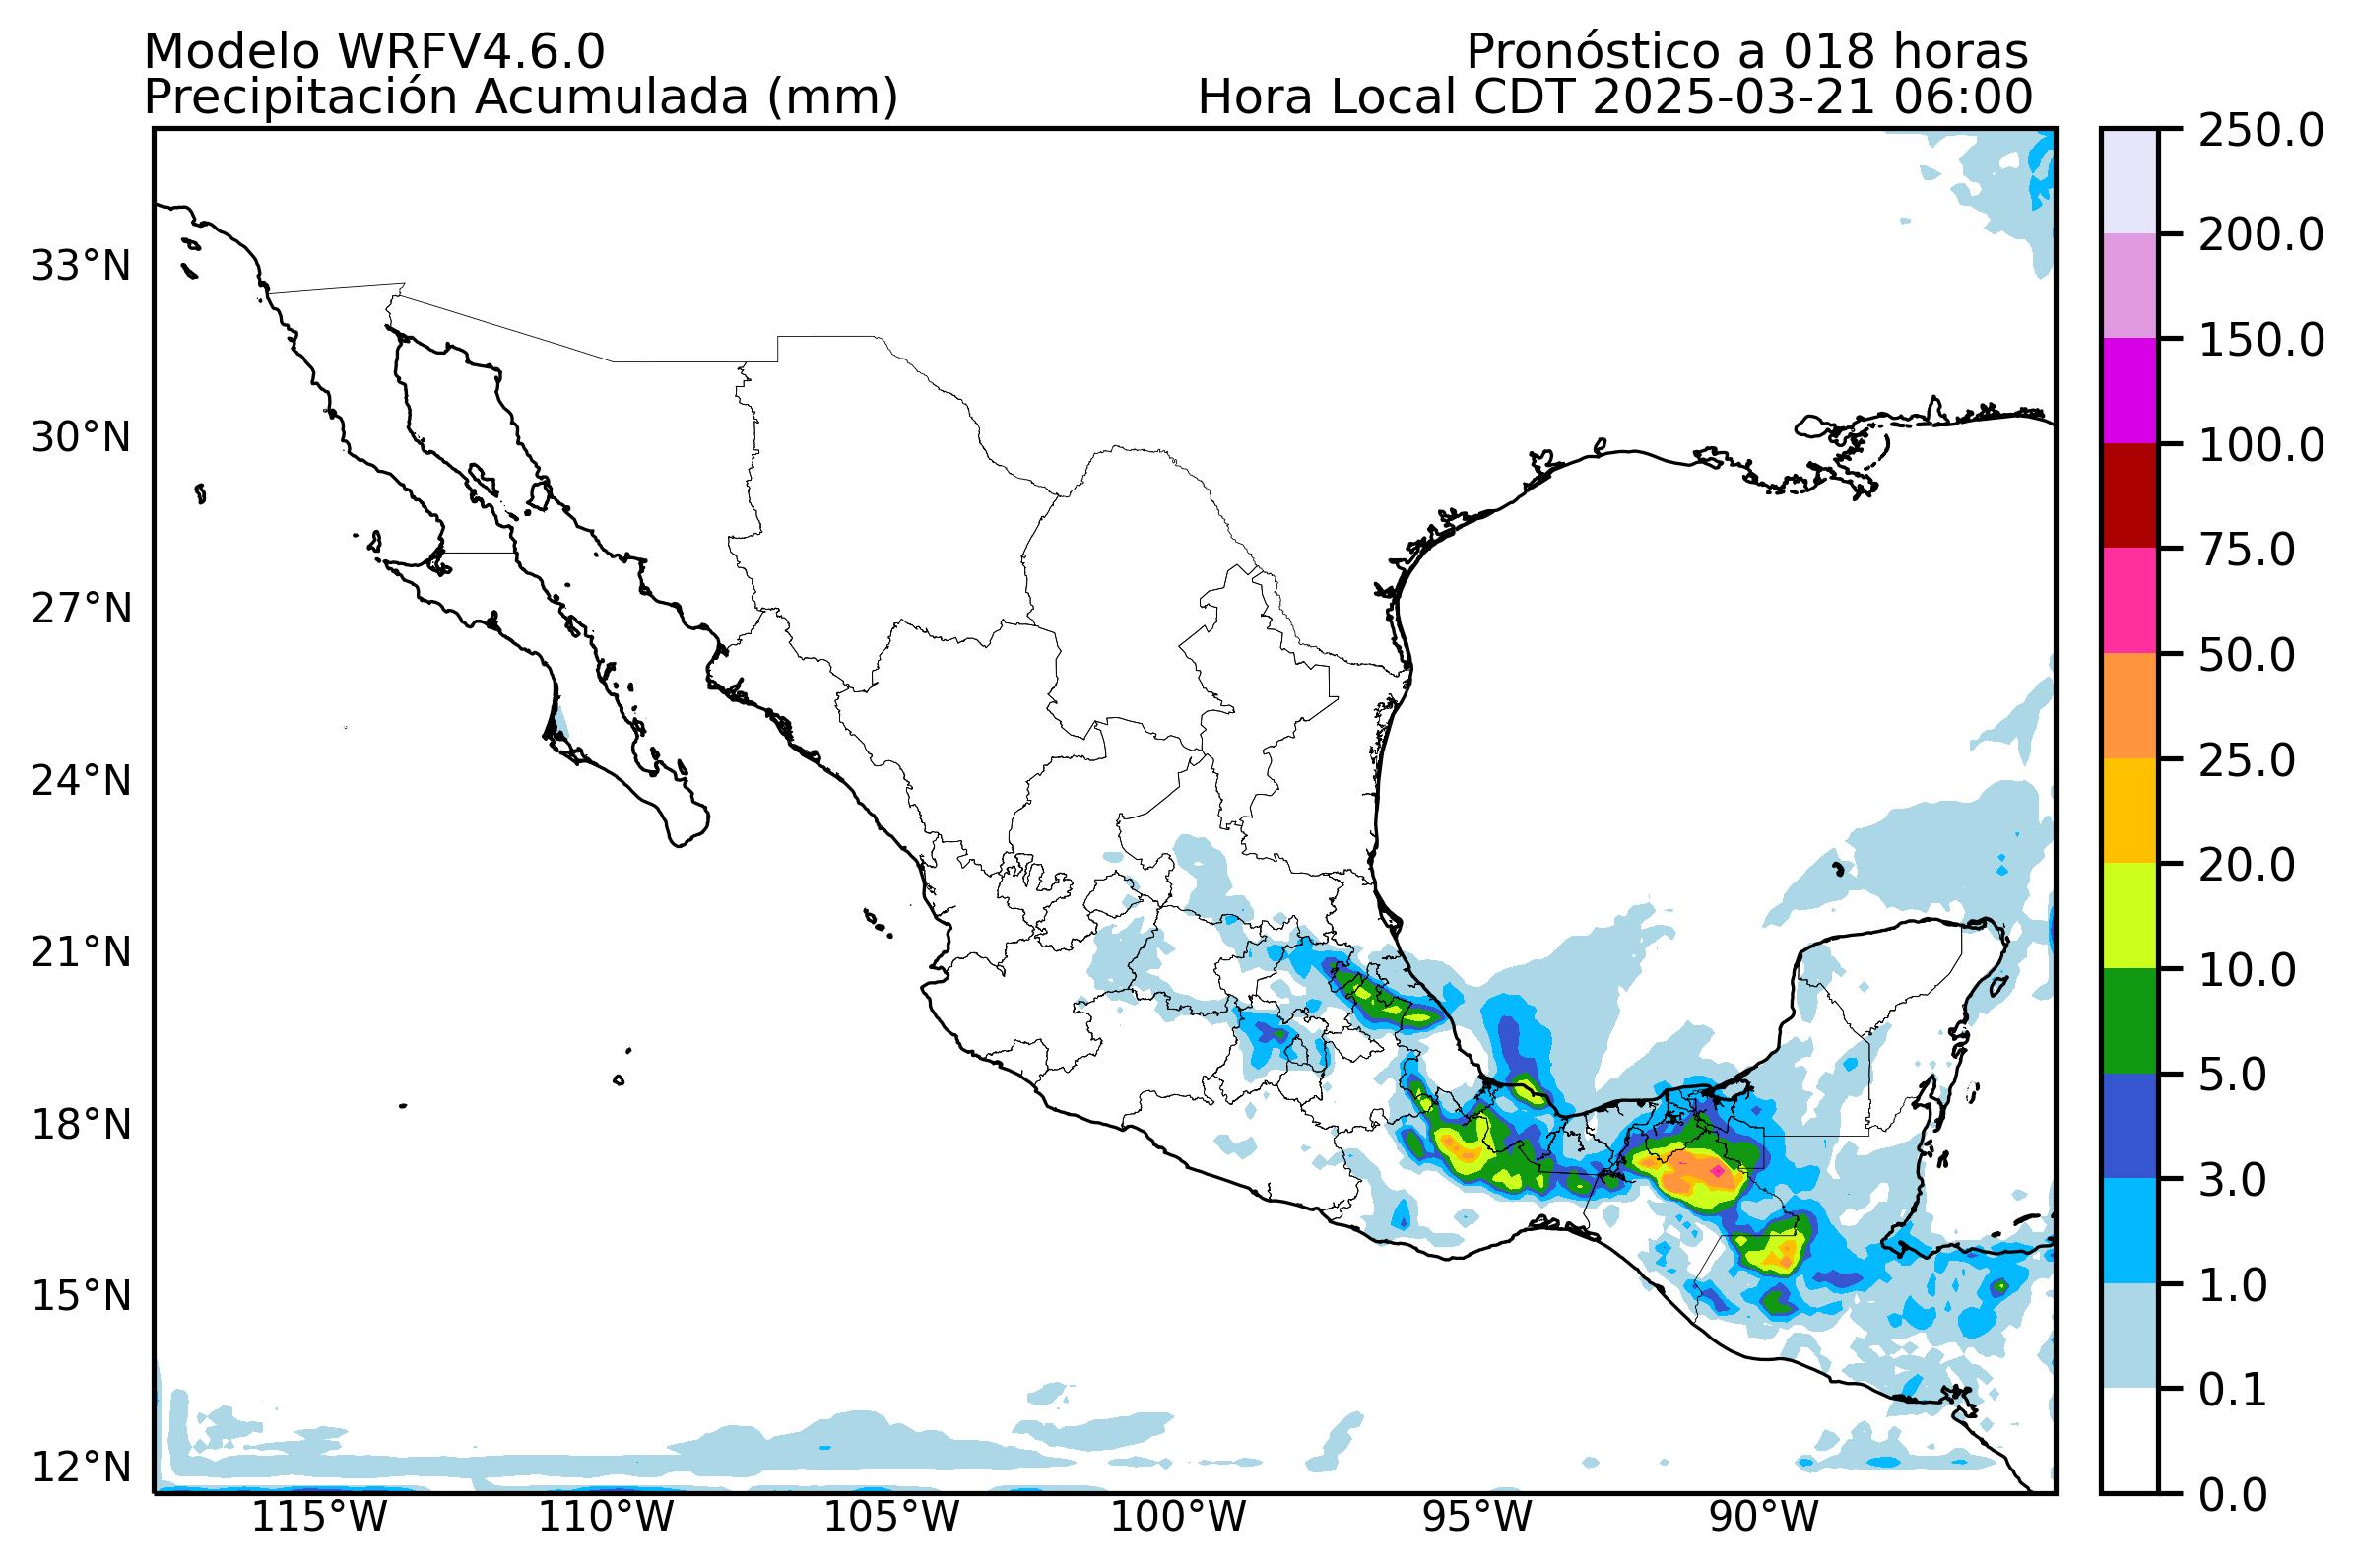 Modelo WRFV4.6.0
Pronóstico a 018 horas
Precipitación Acumulada (mm)
Hora Local CDT 2025-03-21 06:00
33°N
30°N
27°N
24°N
21°N
18°N
15°N
12°N
115°W
110°W
105°W
100°W
95°W
90°W
250.0
200.0
150.0
100.0
75.0
50.0
25.0
20.0
10.0
5.0
3.0
1.0
0.1
0.0